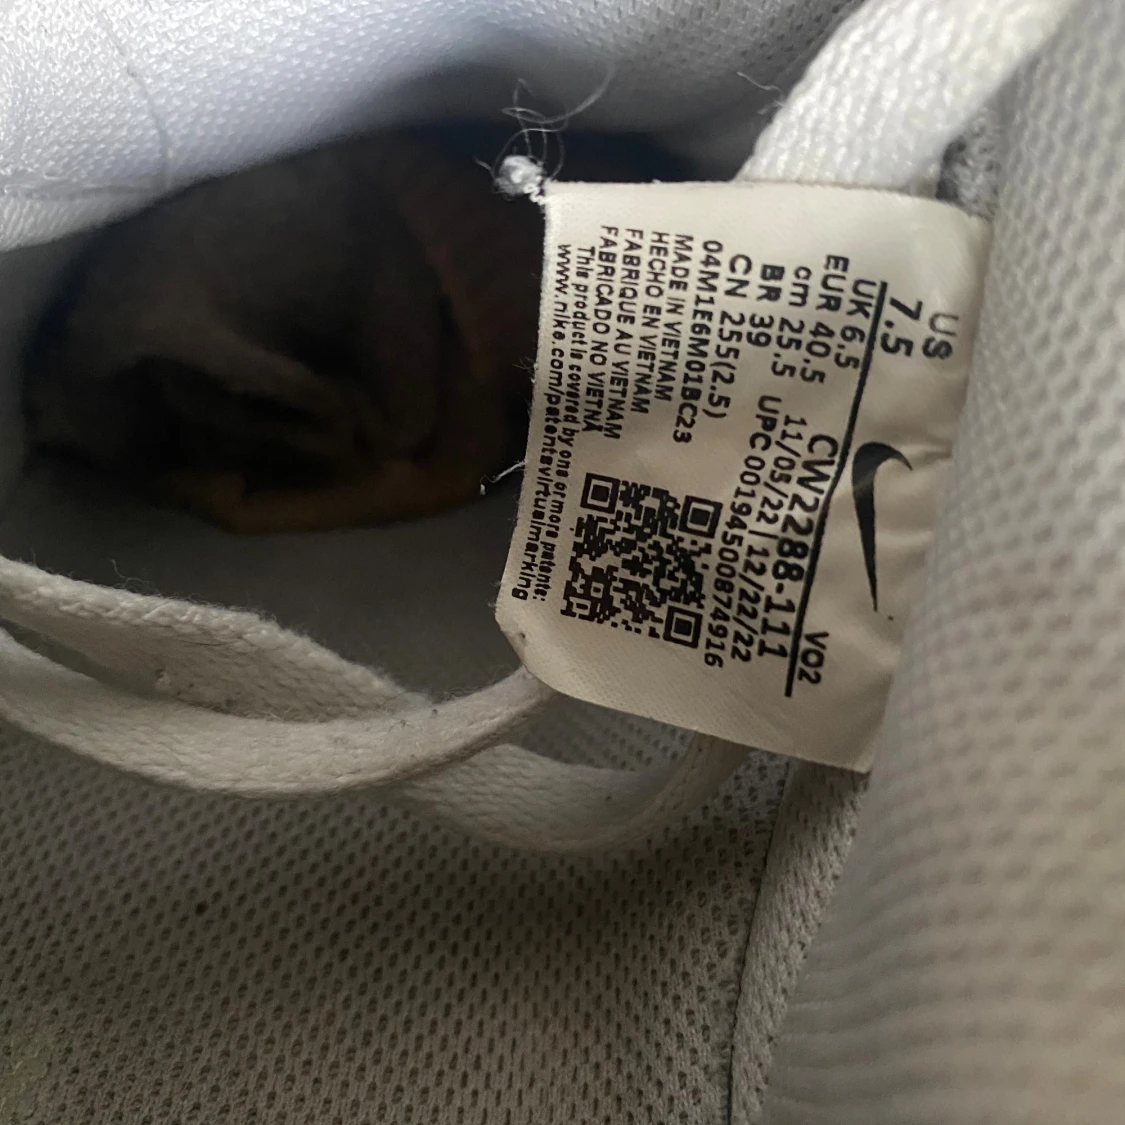 US
7.5
UK 6.5
EUR 40.5
cm 25.5
BR 39
CN 255(2.5)
CW2288-111 VO2
11/05/22|12/22/22
UPC 00194500874916
04M1E6M01BC23
MADE IN VIETNAM
HECHO EN VIETNAM
FABRIQUE AU VIETNAM
FABRICADO NO VIETNÃ
This product is covered by one or more patents:
www.nike.com/patentsvirtualmarking